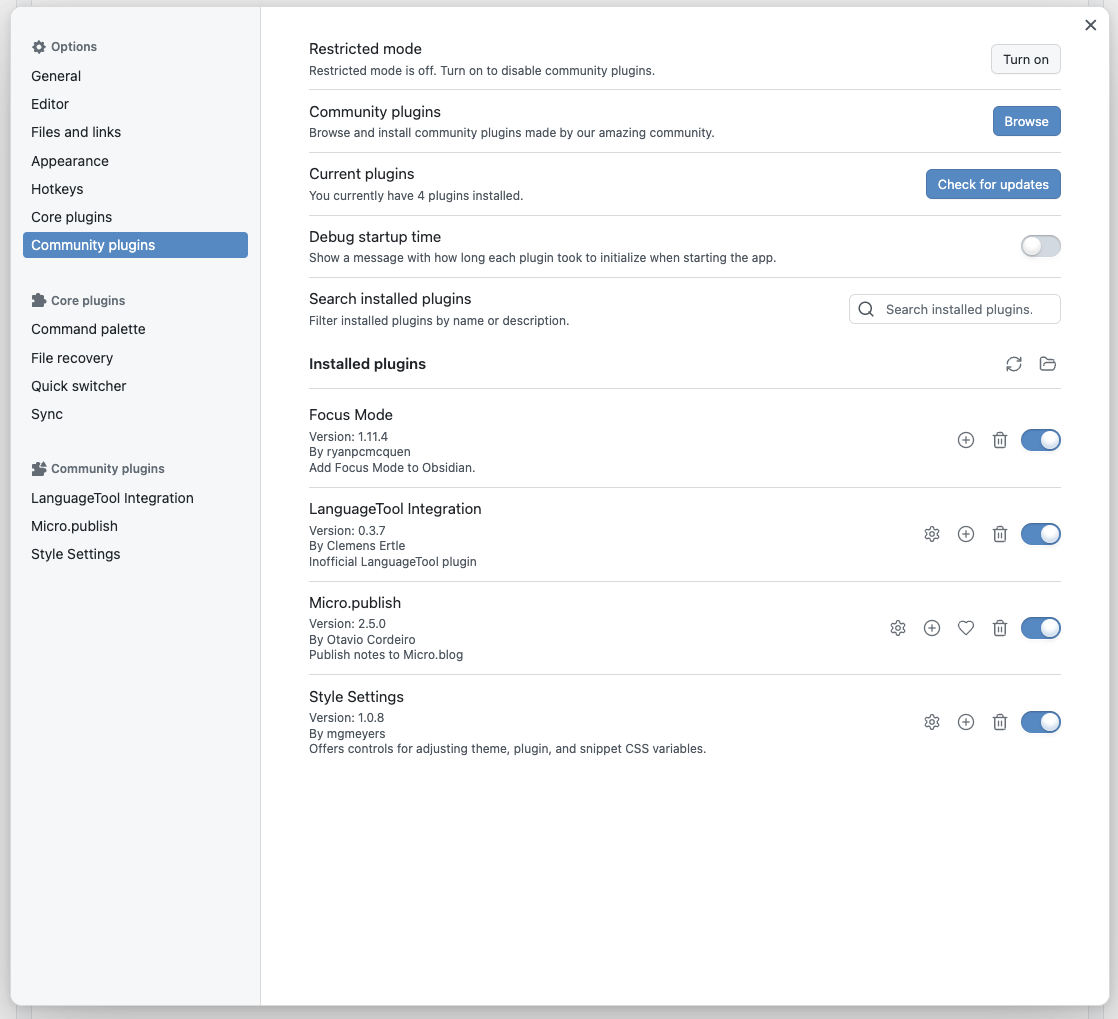 Options
General
Editor
Files and links
Appearance
Hotkeys
Core plugins
Community plugins
Core plugins
Command palette
File recovery
Quick switcher
Sync
Community plugins
LanguageTool Integration
Micro.publish
Style Settings
Restricted mode
Restricted mode is off. Turn on to disable community plugins.
Turn on
Community plugins
Browse and install community plugins made by our amazing community.
Browse
Current plugins
You currently have 4 plugins installed.
Check for updates
Debug startup time
Show a message with how long each plugin took to initialize when starting the app.
Search installed plugins
Filter installed plugins by name or description.
Search installed plugins.
Installed plugins
Focus Mode
Version: 1.11.4
By ryanpcmcquen
Add Focus Mode to Obsidian.
LanguageTool Integration
Version: 0.3.7
By Clemens Ertle
Inofficial LanguageTool plugin
Micro.publish
Version: 2.5.0
By Otavio Cordeiro
Publish notes to Micro.blog
Style Settings
Version: 1.0.8
By mgmeyers
Offers controls for adjusting theme, plugin, and snippet CSS variables.